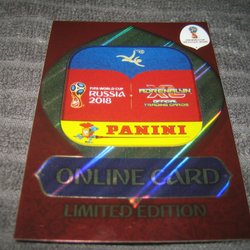 FIFA WORLD CUP
RUSSIA
2018
ADRENALYN
XL
OFFICIAL
TRADING CARDS
PANINI
ONLINE CARD
LIMITED EDITION